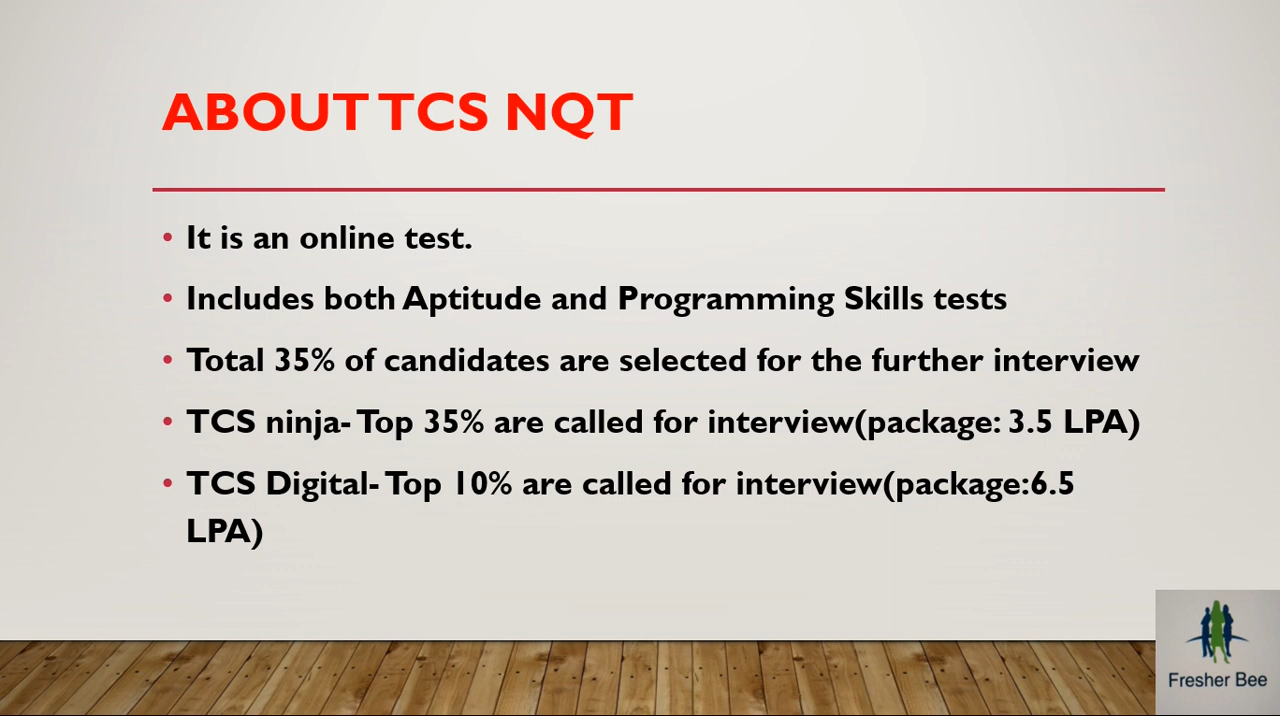 ABOUT TCS NQT
• It is an online test.
• Includes both Aptitude and Programming Skills tests
• Total 35% of candidates are selected for the further interview
• TCS ninja- Top 35% are called for interview(package: 3.5 LPA)
• TCS Digital- Top 10% are called for interview(package:6.5
LPA)
Fresher Bee